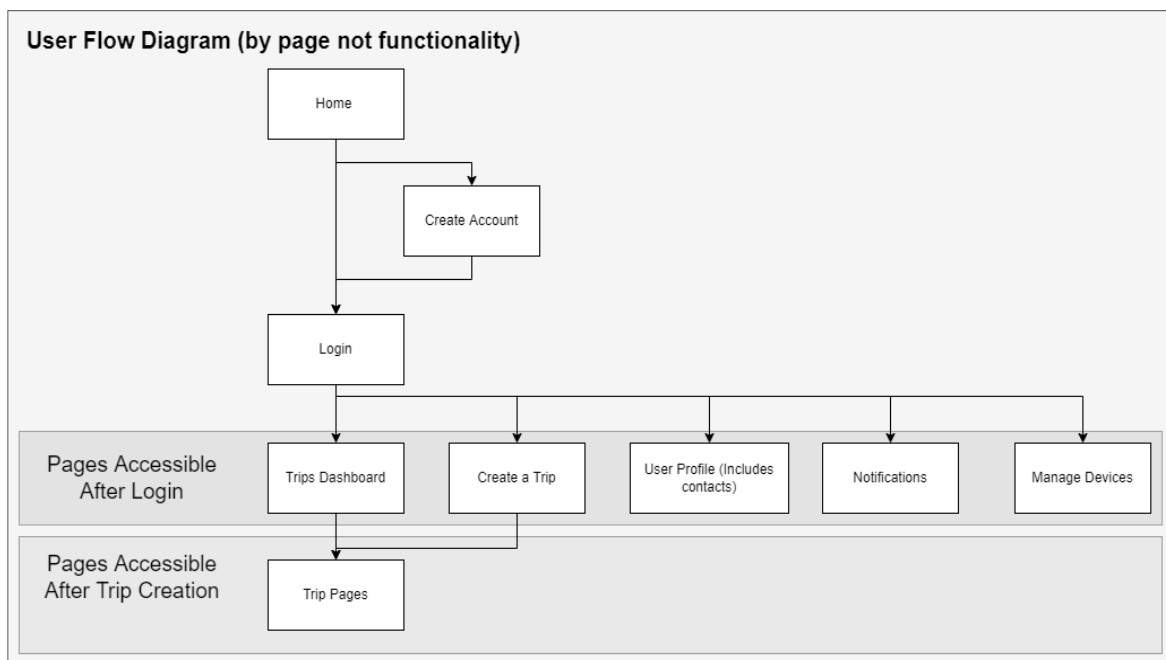 User Flow Diagram (by page not functionality)
Home
Create Account
Login
Pages Accessible
After Login
Trips Dashboard
Create a Trip
User Profile (Includes
contacts)
Notifications
Manage Devices
Pages Accessible
After Trip Creation
Trip Pages